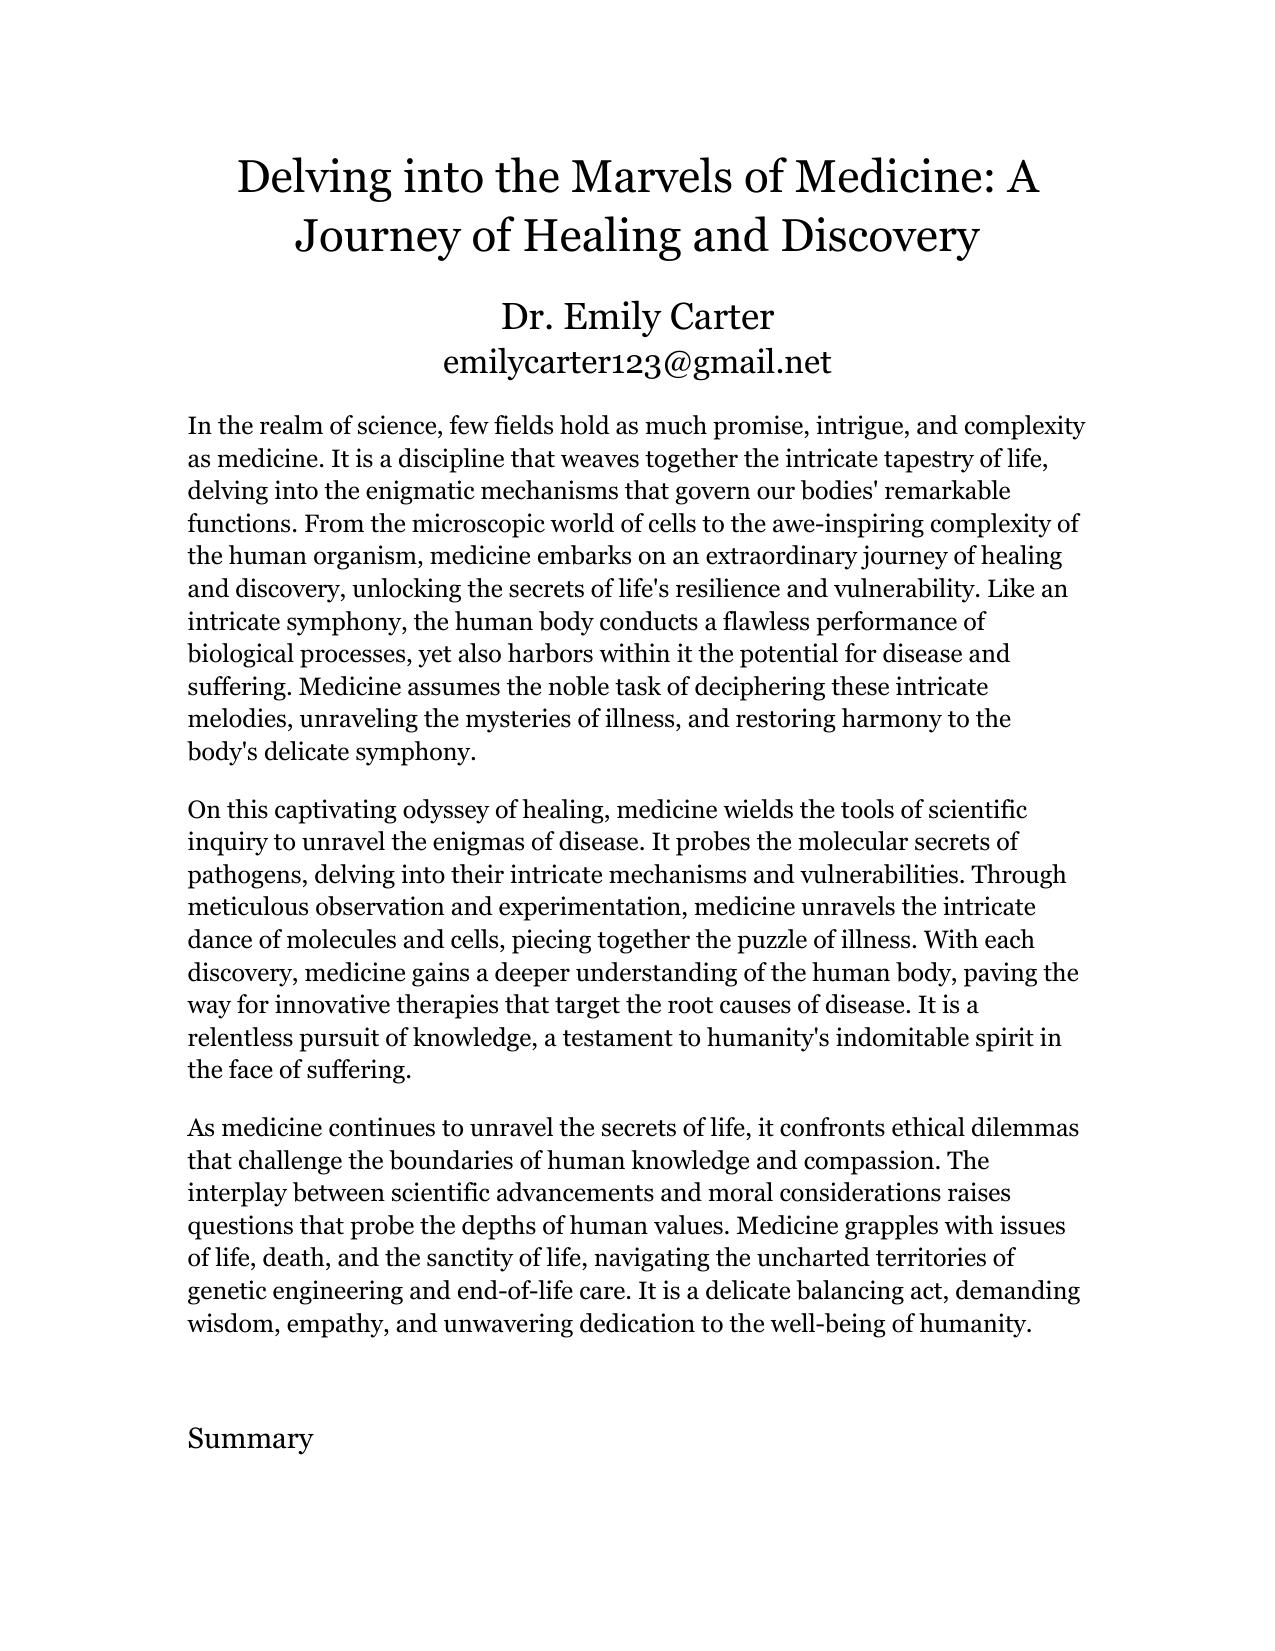 Delving into the Marvels of Medicine: A
Journey of Healing and Discovery
Dr. Emily Carter
emilycarter123@gmail.net
In the realm of science, few fields hold as much promise, intrigue, and complexity
as medicine. It is a discipline that weaves together the intricate tapestry of life,
delving into the enigmatic mechanisms that govern our bodies' remarkable
functions. From the microscopic world of cells to the awe-inspiring complexity of
the human organism, medicine embarks on an extraordinary journey of healing
and discovery, unlocking the secrets of life's resilience and vulnerability. Like an
intricate symphony, the human body conducts a flawless performance of
biological processes, yet also harbors within it the potential for disease and
suffering. Medicine assumes the noble task of deciphering these intricate
melodies, unraveling the mysteries of illness, and restoring harmony to the
body's delicate symphony.
On this captivating odyssey of healing, medicine wields the tools of scientific
inquiry to unravel the enigmas of disease. It probes the molecular secrets of
pathogens, delving into their intricate mechanisms and vulnerabilities. Through
meticulous observation and experimentation, medicine unravels the intricate
dance of molecules and cells, piecing together the puzzle of illness. With each
discovery, medicine gains a deeper understanding of the human body, paving the
way for innovative therapies that target the root causes of disease. It is a
relentless pursuit of knowledge, a testament to humanity's indomitable spirit in
the face of suffering.
As medicine continues to unravel the secrets of life, it confronts ethical dilemmas
that challenge the boundaries of human knowledge and compassion. The
interplay between scientific advancements and moral considerations raises
questions that probe the depths of human values. Medicine grapples with issues
of life, death, and the sanctity of life, navigating the uncharted territories of
genetic engineering and end-of-life care. It is a delicate balancing act, demanding
wisdom, empathy, and unwavering dedication to the well-being of humanity.
Summary